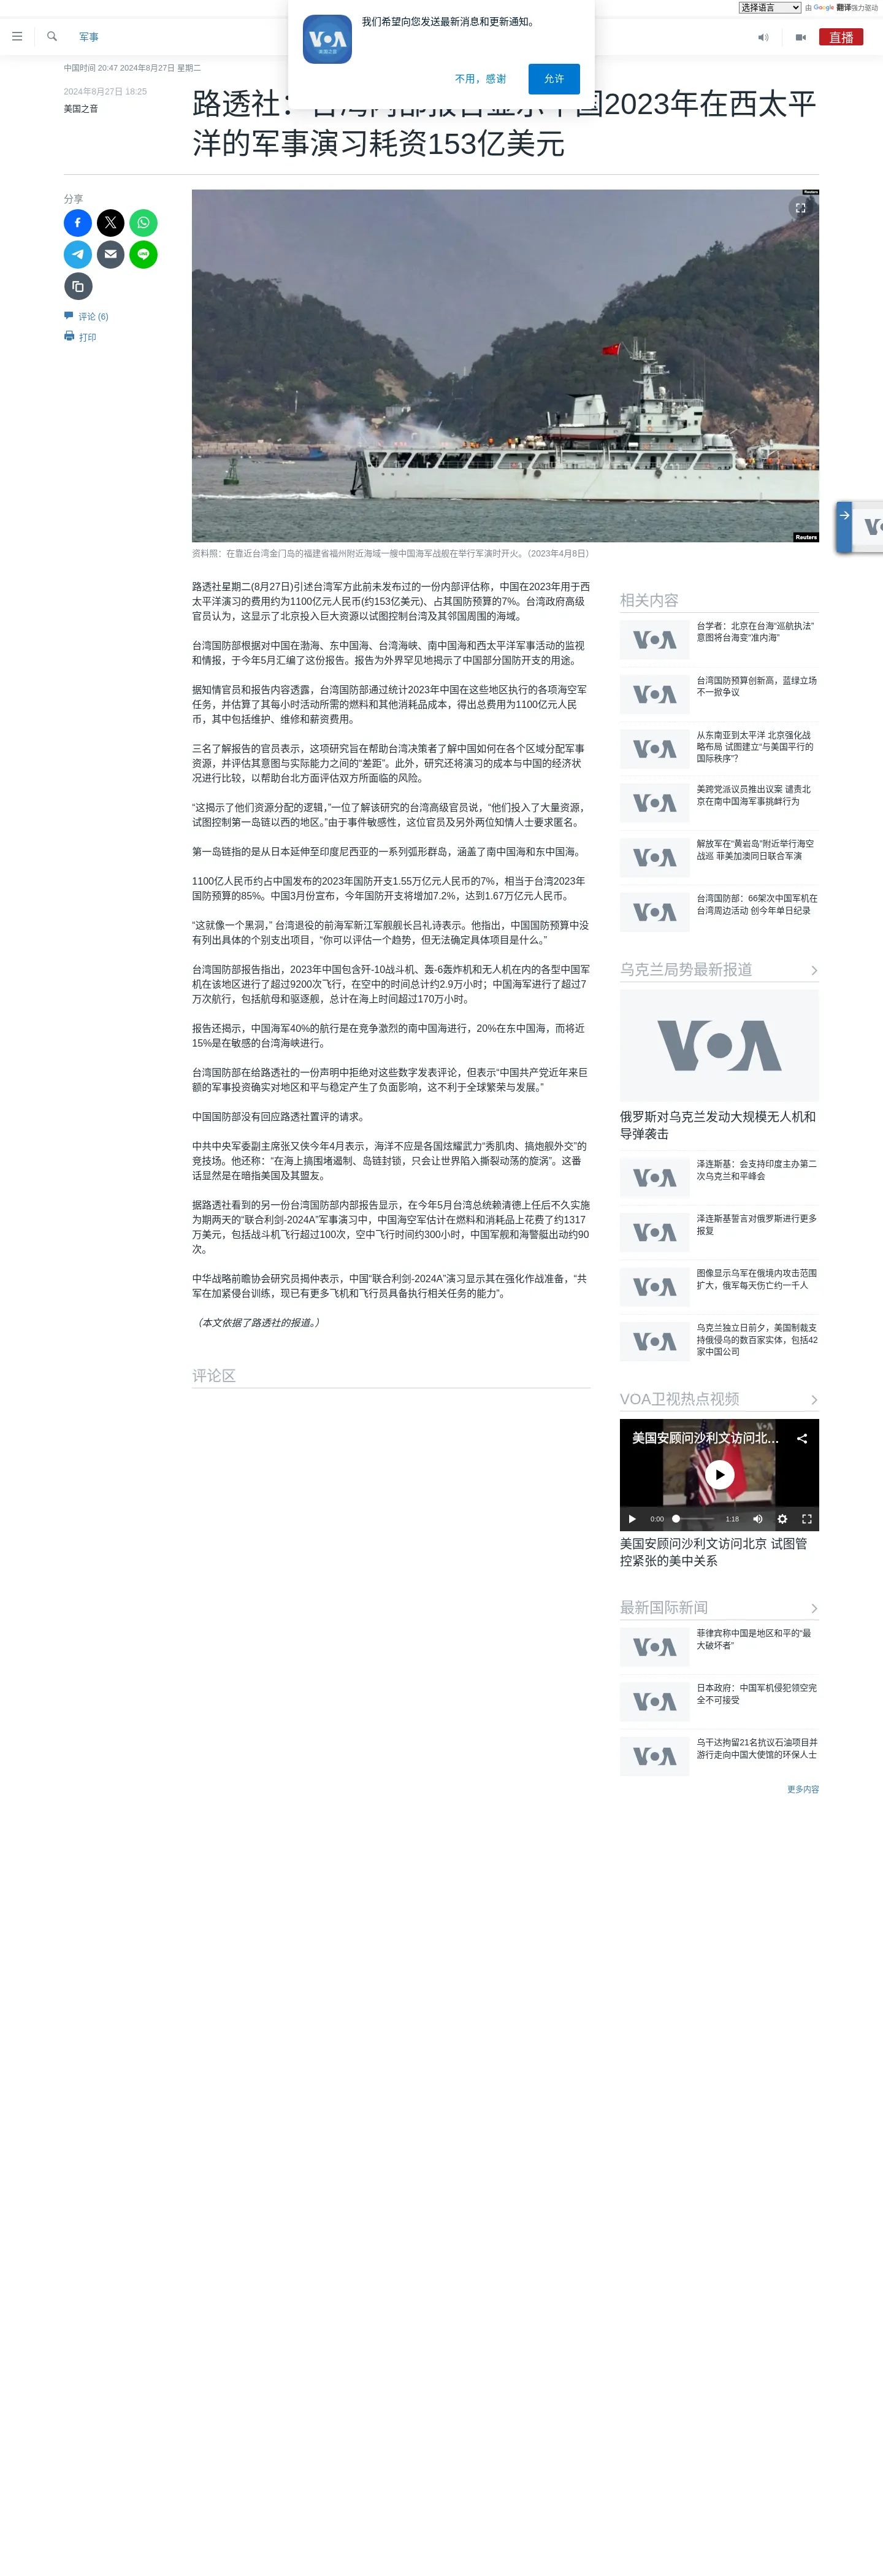 选择语言 由 Google 翻译强力驱动
我们希望向您发送最新消息和更新通知。
VOA
美国之音
不用，感谢
允许
军事
直播
中国时间 20:47 2024年8月27日 星期二
2024年8月27日 18:25
美国之音
路透社：台湾内部报告显示中国2023年在西太平
洋的军事演习耗资153亿美元
分享
评论 (6)
打印
Reuters
Reuters
资料照：在靠近台湾金门岛的福建省福州附近海域一艘中国海军战舰在举行军演时开火。（2023年4月8日）
路透社星期二(8月27日)引述台湾军方此前未发布过的一份内部评估称，中国在2023年用于西
太平洋演习的费用约为1100亿元人民币(约153亿美元)、占其国防预算的7%。台湾政府高级
官员认为，这显示了北京投入巨大资源以试图控制台湾及其邻国周围的海域。
台湾国防部根据对中国在渤海、东中国海、台湾海峡、南中国海和西太平洋军事活动的监视
和情报，于今年5月汇编了这份报告。报告为外界罕见地揭示了中国部分国防开支的用途。
据知情官员和报告内容透露，台湾国防部通过统计2023年中国在这些地区执行的各项海空军
任务，并估算了其每小时活动所需的燃料和其他消耗品成本，得出总费用为1100亿元人民
币，其中包括维护、维修和薪资费用。
三名了解报告的官员表示，这项研究旨在帮助台湾决策者了解中国如何在各个区域分配军事
资源，并评估其意图与实际能力之间的“差距”。此外，研究还将演习的成本与中国的经济状
况进行比较，以帮助台北方面评估双方所面临的风险。
“这揭示了他们资源分配的逻辑，”一位了解该研究的台湾高级官员说，“他们投入了大量资源，
试图控制第一岛链以西的地区。”由于事件敏感性，这位官员及另外两位知情人士要求匿名。
第一岛链指的是从日本延伸至印度尼西亚的一系列弧形群岛，涵盖了南中国海和东中国海。
1100亿人民币约占中国发布的2023年国防开支1.55万亿元人民币的7%，相当于台湾2023年
国防预算的85%。中国3月份宣布，今年国防开支将增加7.2%，达到1.67万亿元人民币。
“这就像一个黑洞，” 台湾退役的前海军新江军舰舰长吕礼诗表示。他指出，中国国防预算中没
有列出具体的个别支出项目，“你可以评估一个趋势，但无法确定具体项目是什么。”
台湾国防部报告指出，2023年中国包含歼-10战斗机、轰-6轰炸机和无人机在内的各型中国军
机在该地区进行了超过9200次飞行，在空中的时间总计约2.9万小时；中国海军进行了超过7
万次航行，包括航母和驱逐舰，总计在海上时间超过170万小时。
报告还揭示，中国海军40%的航行是在竞争激烈的南中国海进行，20%在东中国海，而将近
15%是在敏感的台湾海峡进行。
台湾国防部在给路透社的一份声明中拒绝对这些数字发表评论，但表示“中国共产党近年来巨
额的军事投资确实对地区和平与稳定产生了负面影响，这不利于全球繁荣与发展。”
中国国防部没有回应路透社置评的请求。
中共中央军委副主席张又侠今年4月表示，海洋不应是各国炫耀武力“秀肌肉、搞炮舰外交”的
竞技场。他还称：“在海上搞围堵遏制、岛链封锁，只会让世界陷入撕裂动荡的旋涡”。这番
话显然是在暗指美国及其盟友。
据路透社看到的另一份台湾国防部内部报告显示，在今年5月台湾总统赖清德上任后不久实施
为期两天的“联合利剑-2024A”军事演习中，中国海空军估计在燃料和消耗品上花费了约1317
万美元，包括战斗机飞行超过100次，空中飞行时间约300小时，中国军舰和海警艇出动约90
次。
中华战略前瞻协会研究员揭仲表示，中国“联合利剑-2024A”演习显示其在强化作战准备，“共
军在加紧侵台训练，现已有更多飞机和飞行员具备执行相关任务的能力”。
（本文依据了路透社的报道。）
评论区
相关内容
VOA
台学者：北京在台海“巡航执法”
意图将台海变“准内海”
VOA
台湾国防预算创新高，蓝绿立场
不一掀争议
VOA
从东南亚到太平洋 北京强化战
略布局 试图建立“与美国平行的
国际秩序”？
VOA
美跨党派议员推出议案 谴责北
京在南中国海军事挑衅行为
VOA
解放军在“黄岩岛”附近举行海空
战巡 菲美加澳同日联合军演
VOA
台湾国防部：66架次中国军机在
台湾周边活动 创今年单日纪录
乌克兰局势最新报道
VOA
俄罗斯对乌克兰发动大规模无人机和
导弹袭击
VOA
泽连斯基：会支持印度主办第二
次乌克兰和平峰会
VOA
泽连斯基誓言对俄罗斯进行更多
报复
VOA
图像显示乌军在俄境内攻击范围
扩大，俄军每天伤亡约一千人
VOA
乌克兰独立日前夕，美国制裁支
持俄侵乌的数百家实体，包括42
家中国公司
VOA卫视热点视频
美国安顾问沙利文访问北...
0:00 1:18
美国安顾问沙利文访问北京 试图管
控紧张的美中关系
最新国际新闻
VOA
菲律宾称中国是地区和平的“最
大破坏者”
VOA
日本政府：中国军机侵犯领空完
全不可接受
VOA
乌干达拘留21名抗议石油项目并
游行走向中国大使馆的环保人士
更多内容